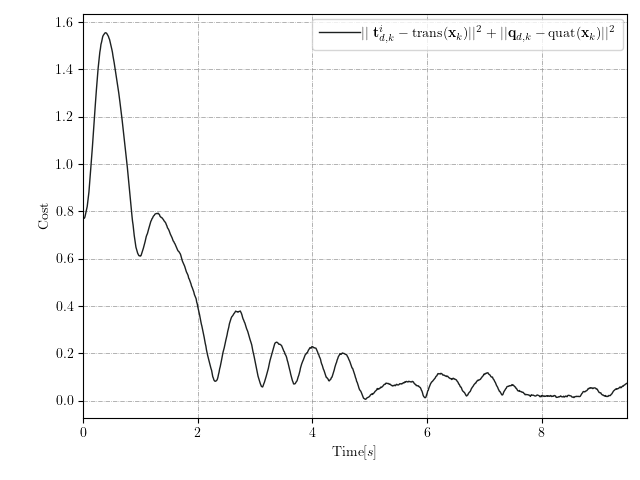 || t^i_{d,k} − trans(x_k)||^2 + ||q_{d,k} − quat(x_k)||^2
1.6
1.4
1.2
1.0
0.8
0.6
0.4
0.2
0.0
Cost
0 2 4 6 8
Time[s]